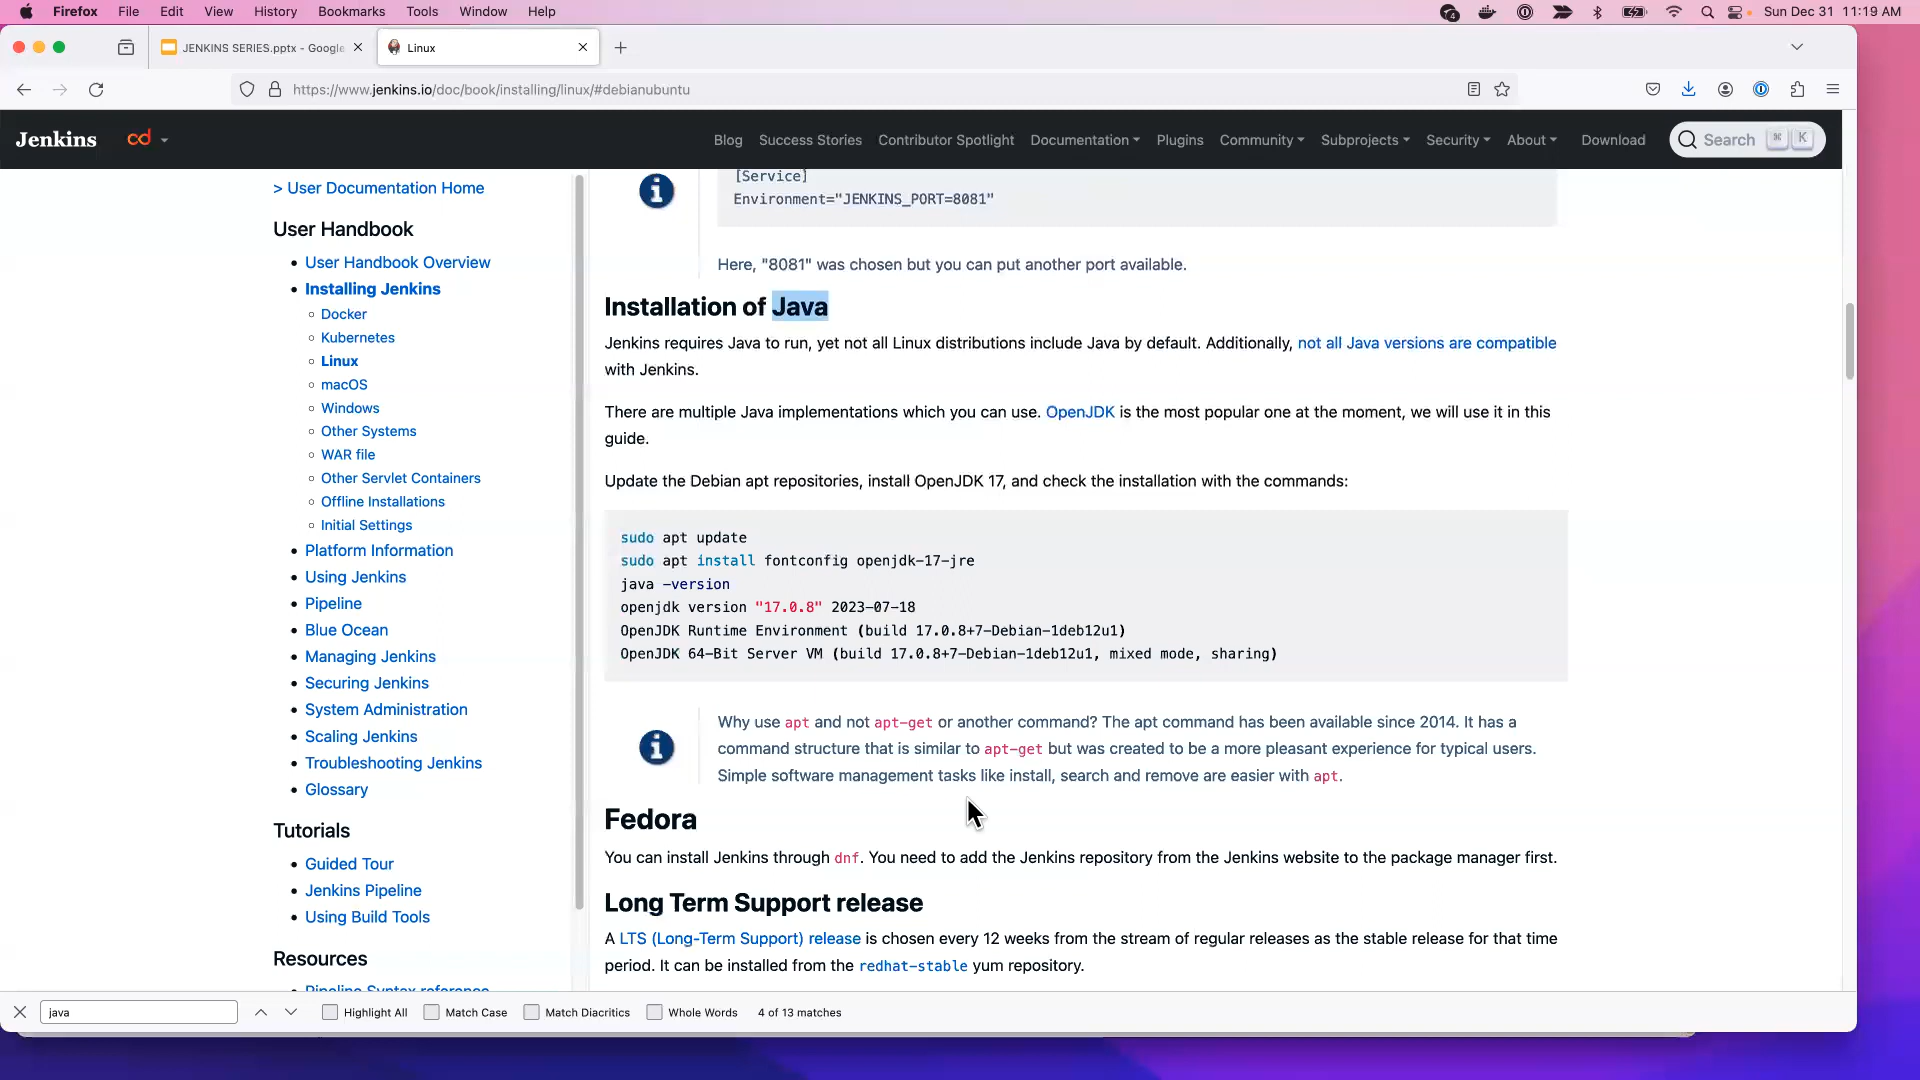 Firefox File Edit View History Bookmarks Tools Window Help
4
Sun Dec 31 11:19 AM
JENKINS SERIES.pptx - Google
Linux
https://www.jenkins.io/doc/book/installing/linux/#debianubuntu
Jenkins cd
Blog Success Stories Contributor Spotlight Documentation Plugins Community Subprojects Security About Download
Search ⌘ K
> User Documentation Home
User Handbook
User Handbook Overview
Installing Jenkins
Docker
Kubernetes
Linux
macOS
Windows
Other Systems
WAR file
Other Servlet Containers
Offline Installations
Initial Settings
Platform Information
Using Jenkins
Pipeline
Blue Ocean
Managing Jenkins
Securing Jenkins
System Administration
Scaling Jenkins
Troubleshooting Jenkins
Glossary
Tutorials
Guided Tour
Jenkins Pipeline
Using Build Tools
Resources
Pipeline Syntax reference
[Service]
Environment="JENKINS_PORT=8081"
Here, "8081" was chosen but you can put another port available.
Installation of Java
Jenkins requires Java to run, yet not all Linux distributions include Java by default. Additionally, not all Java versions are compatible
with Jenkins.
There are multiple Java implementations which you can use. OpenJDK is the most popular one at the moment, we will use it in this
guide.
Update the Debian apt repositories, install OpenJDK 17, and check the installation with the commands:
sudo apt update
sudo apt install fontconfig openjdk-17-jre
java -version
openjdk version "17.0.8" 2023-07-18
OpenJDK Runtime Environment (build 17.0.8+7-Debian-1deb12u1)
OpenJDK 64-Bit Server VM (build 17.0.8+7-Debian-1deb12u1, mixed mode, sharing)
Why use apt and not apt-get or another command? The apt command has been available since 2014. It has a
command structure that is similar to apt-get but was created to be a more pleasant experience for typical users.
Simple software management tasks like install, search and remove are easier with apt.
Fedora
You can install Jenkins through dnf. You need to add the Jenkins repository from the Jenkins website to the package manager first.
Long Term Support release
A LTS (Long-Term Support) release is chosen every 12 weeks from the stream of regular releases as the stable release for that time
period. It can be installed from the redhat-stable yum repository.
java
Highlight All Match Case Match Diacritics Whole Words 4 of 13 matches